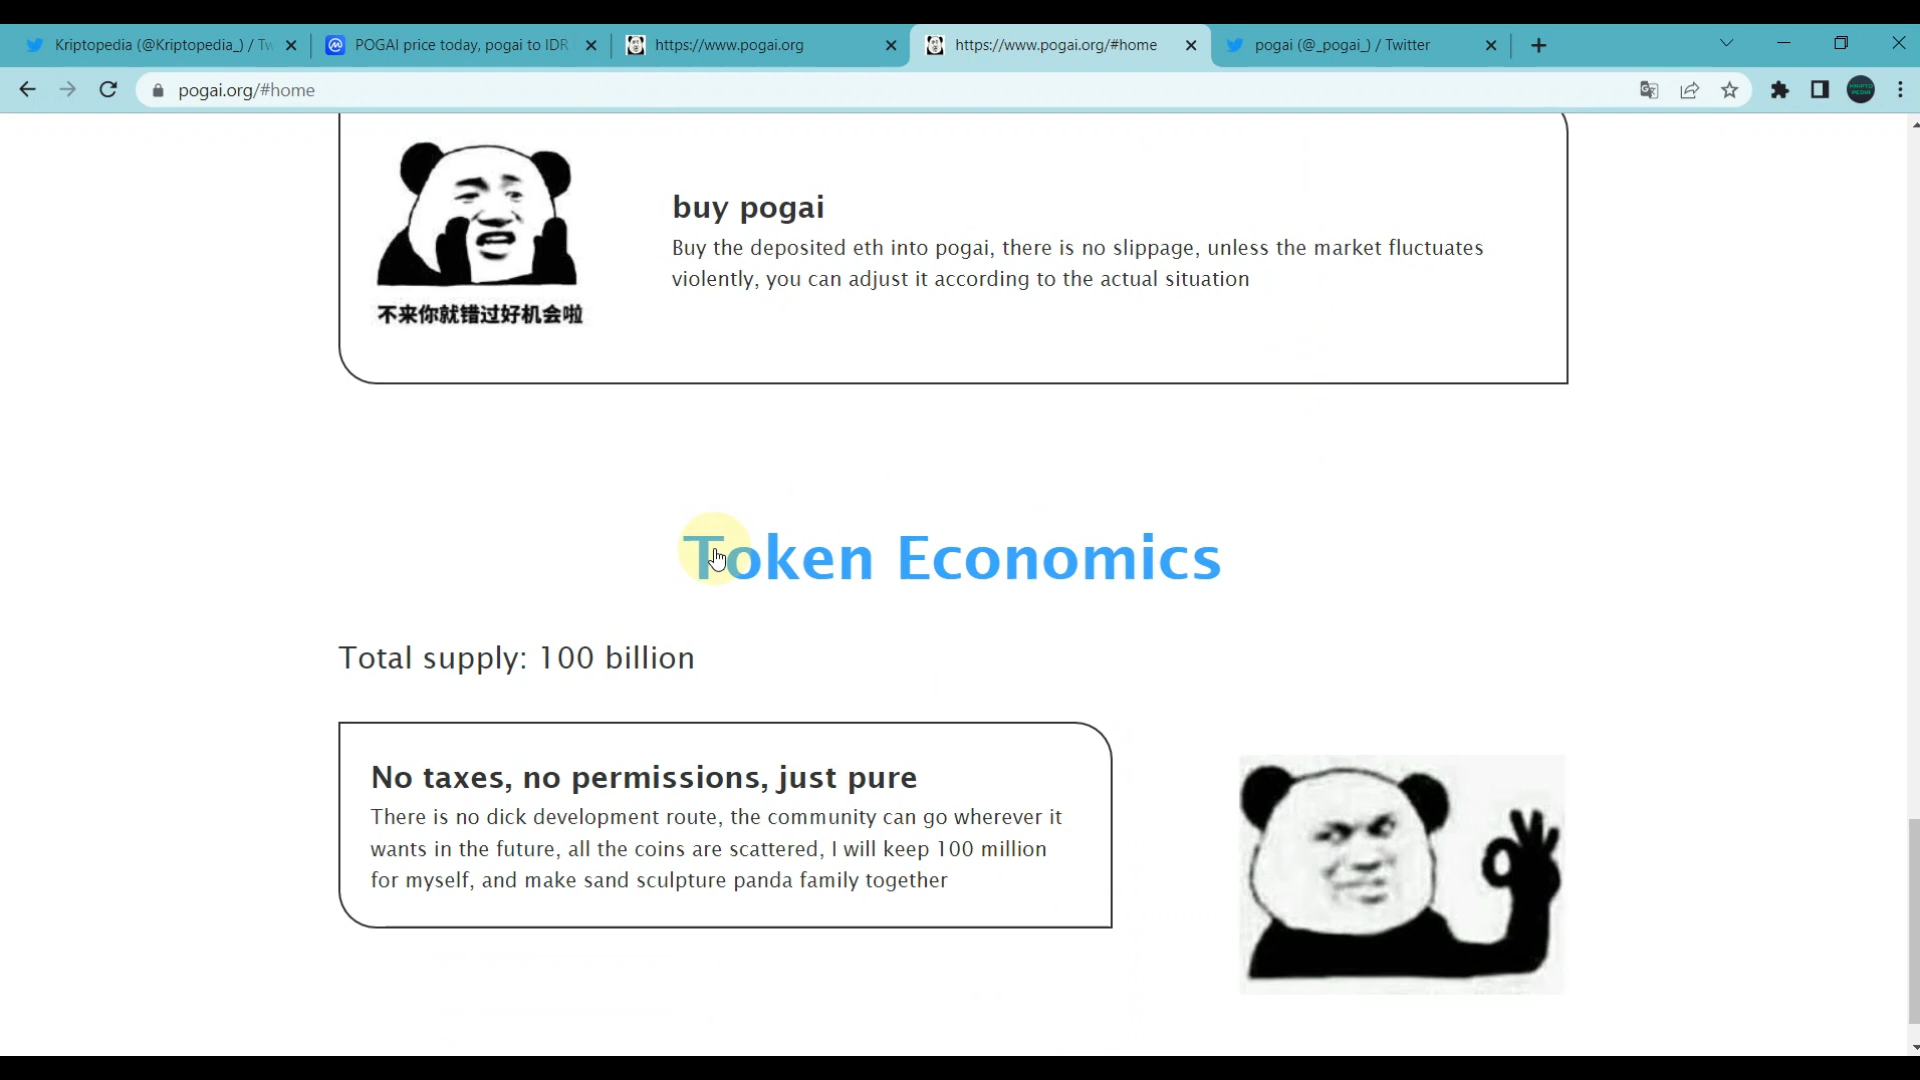 Kriptopedia (@Kriptopedia_) / Tw
POGAI price today, pogai to IDR
https://www.pogai.org
https://www.pogai.org/#home
pogai (@_pogai_) / Twitter
pogai.org/#home
buy pogai
Buy the deposited eth into pogai, there is no slippage, unless the market fluctuates
violently, you can adjust it according to the actual situation
不来你就错过好机会啦
Token Economics
Total supply: 100 billion
No taxes, no permissions, just pure
There is no dick development route, the community can go wherever it
wants in the future, all the coins are scattered, I will keep 100 million
for myself, and make sand sculpture panda family together